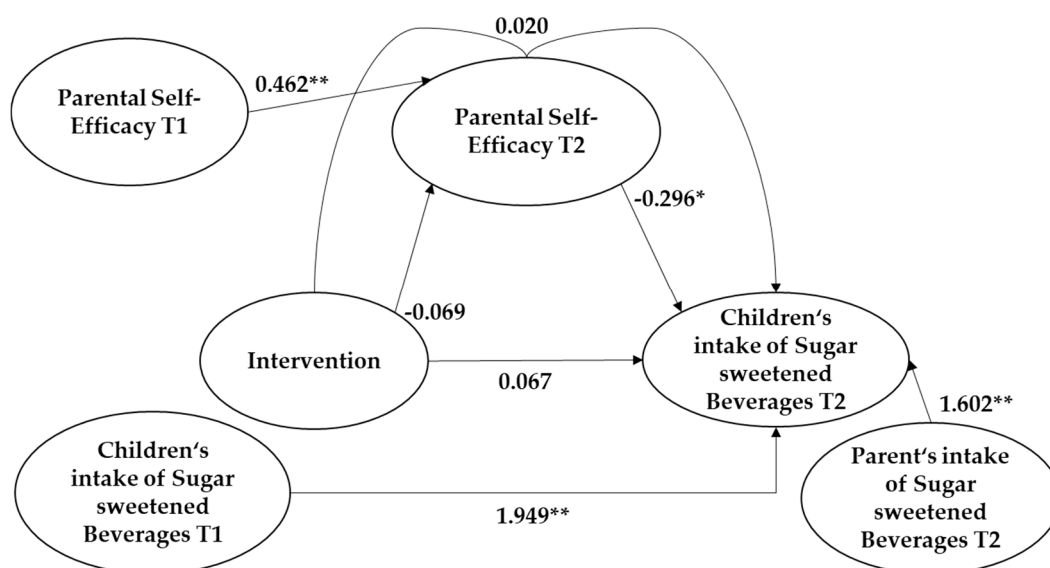 0.020
0.462**
Parental Self-
Efficacy T1
Parental Self-
Efficacy T2
-0.296*
-0.069
Intervention
0.067
Children‘s
intake of Sugar
sweetened
Beverages T2
1.602**
Children‘s
intake of Sugar
sweetened
Beverages T1
1.949**
Parent‘s intake
of Sugar
sweetened
Beverages T2